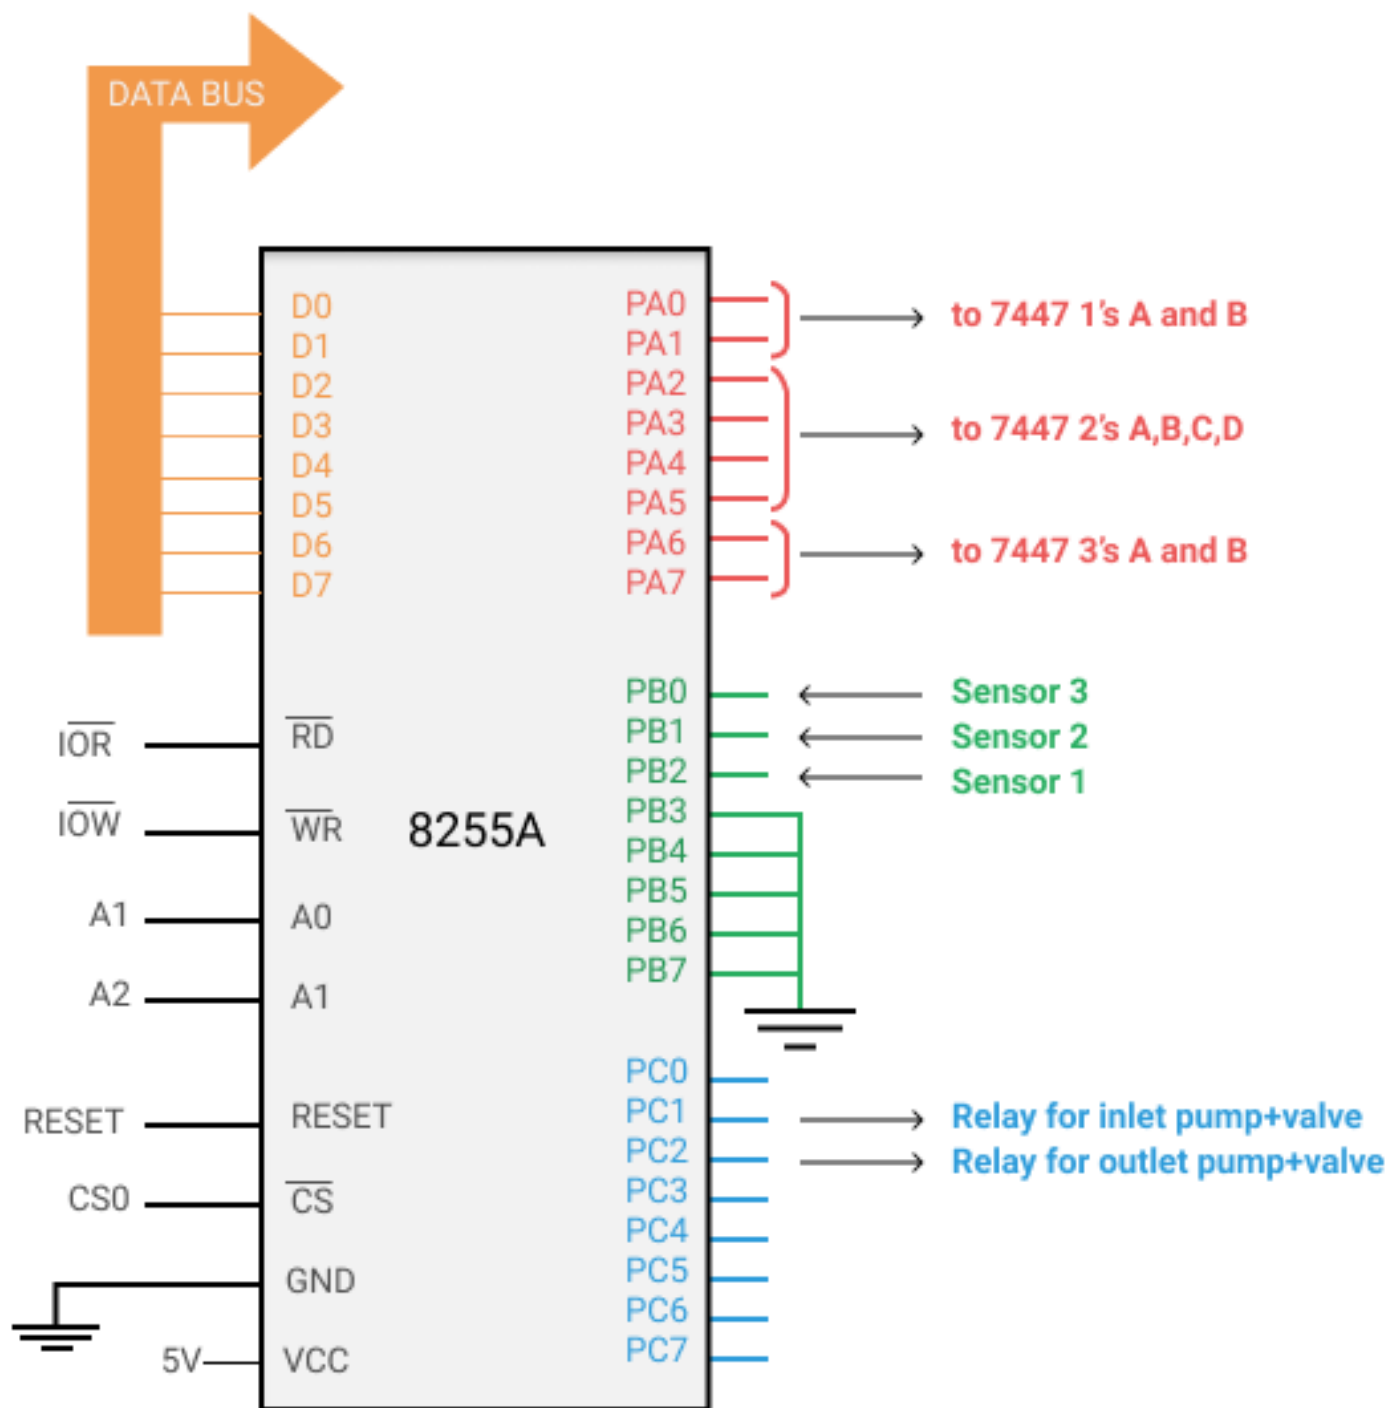 DATA BUS
D0
D1
D2
D3
D4
D5
D6
D7
IOR
RD
IOW
WR
8255A
A1
A0
A2
A1
RESET
RESET
CS0
CS
GND
5V
VCC
PA0
PA1
PA2
PA3
PA4
PA5
PA6
PA7
to 7447 1's A and B
to 7447 2's A,B,C,D
to 7447 3's A and B
PB0
PB1
PB2
PB3
PB4
PB5
PB6
PB7
Sensor 3
Sensor 2
Sensor 1
PC0
PC1
PC2
PC3
PC4
PC5
PC6
PC7
Relay for inlet pump+valve
Relay for outlet pump+valve